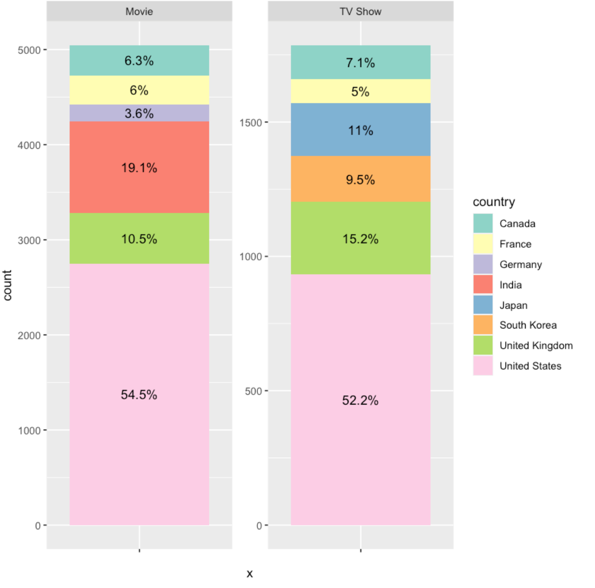 Movie
TV Show
5000
4000
3000
2000
1000
0
count
6.3%
6%
3.6%
19.1%
10.5%
54.5%
1500
1000
500
0
7.1%
5%
11%
9.5%
15.2%
52.2%
x
country
Canada
France
Germany
India
Japan
South Korea
United Kingdom
United States